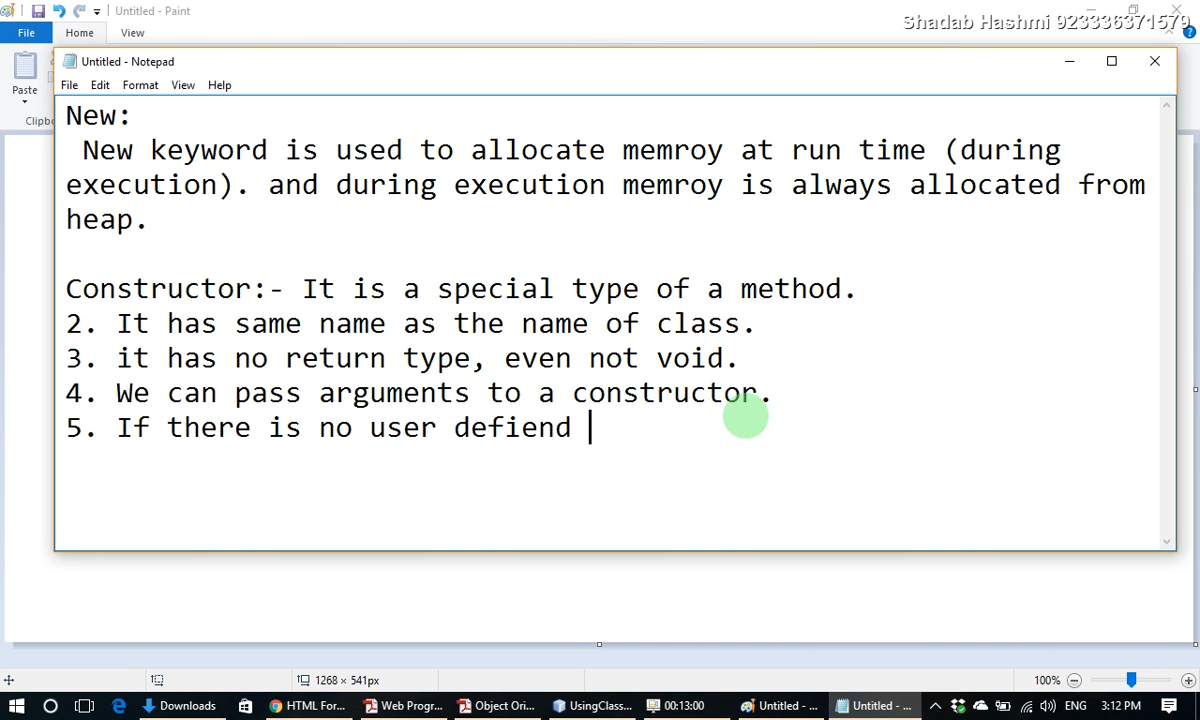 Untitled - Paint
Shadab Hashmi 923336371579
File Home View
Untitled - Notepad
File Edit Format View Help
Paste
Clipbo
New:
New keyword is used to allocate memroy at run time (during
execution). and during execution memroy is always allocated from
heap.
Constructor:- It is a special type of a method.
2. It has same name as the name of class.
3. it has no return type, even not void.
4. We can pass arguments to a constructor.
5. If there is no user defiend
1268 × 541px
100%
Downloads
HTML For...
Web Progr...
Object Ori...
UsingClass...
00:13:00
Untitled - ...
Untitled - ...
ENG
3:12 PM